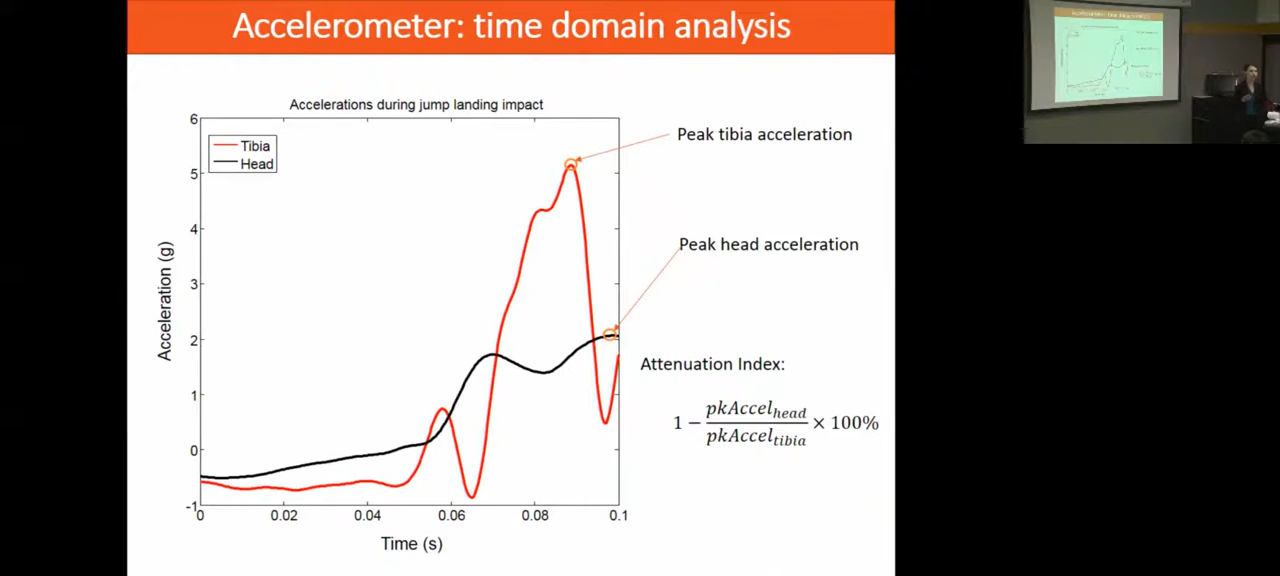 Accelerometer: time domain analysis
Accelerations during jump landing impact
Tibia
Head
Peak tibia acceleration
Peak head acceleration
Attenuation Index:
1 − pkAccel_head / pkAccel_tibia × 100%
Acceleration (g)
6
5
4
3
2
1
0
-1
0
0.02
0.04
0.06
0.08
0.1
Time (s)